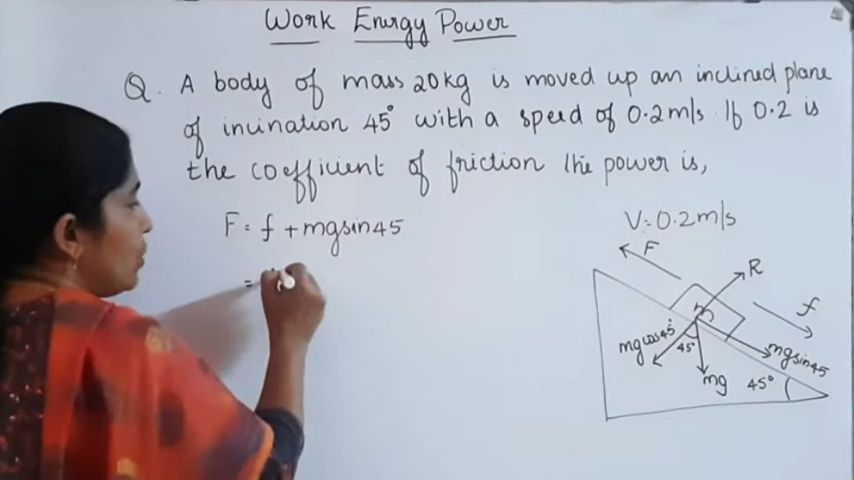 Work Energy Power
Q. A body of mass 20kg is moved up an inclined plane
of inclination 45° with a speed of 0.2m/s. If 0.2 is
the coefficient of friction the power is,
F = f + mgsin45
=
V = 0.2m/s
F
R
f
m
mgcos45°
45°
mgsin45
mg
45°